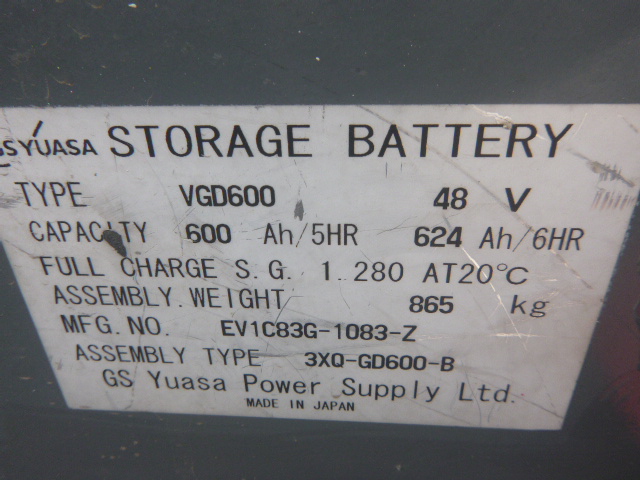 GS YUASA STORAGE BATTERY
TYPE VGD600 48 V
CAPACITY 600 Ah/5HR 624 Ah/6HR
FULL CHARGE S.G. 1.280 AT20℃
ASSEMBLY.WEIGHT 865 kg
MFG.NO. EV1C83G-1083-Z
ASSEMBLY TYPE 3XQ-GD600-B
GS Yuasa Power Supply Ltd.
MADE IN JAPAN